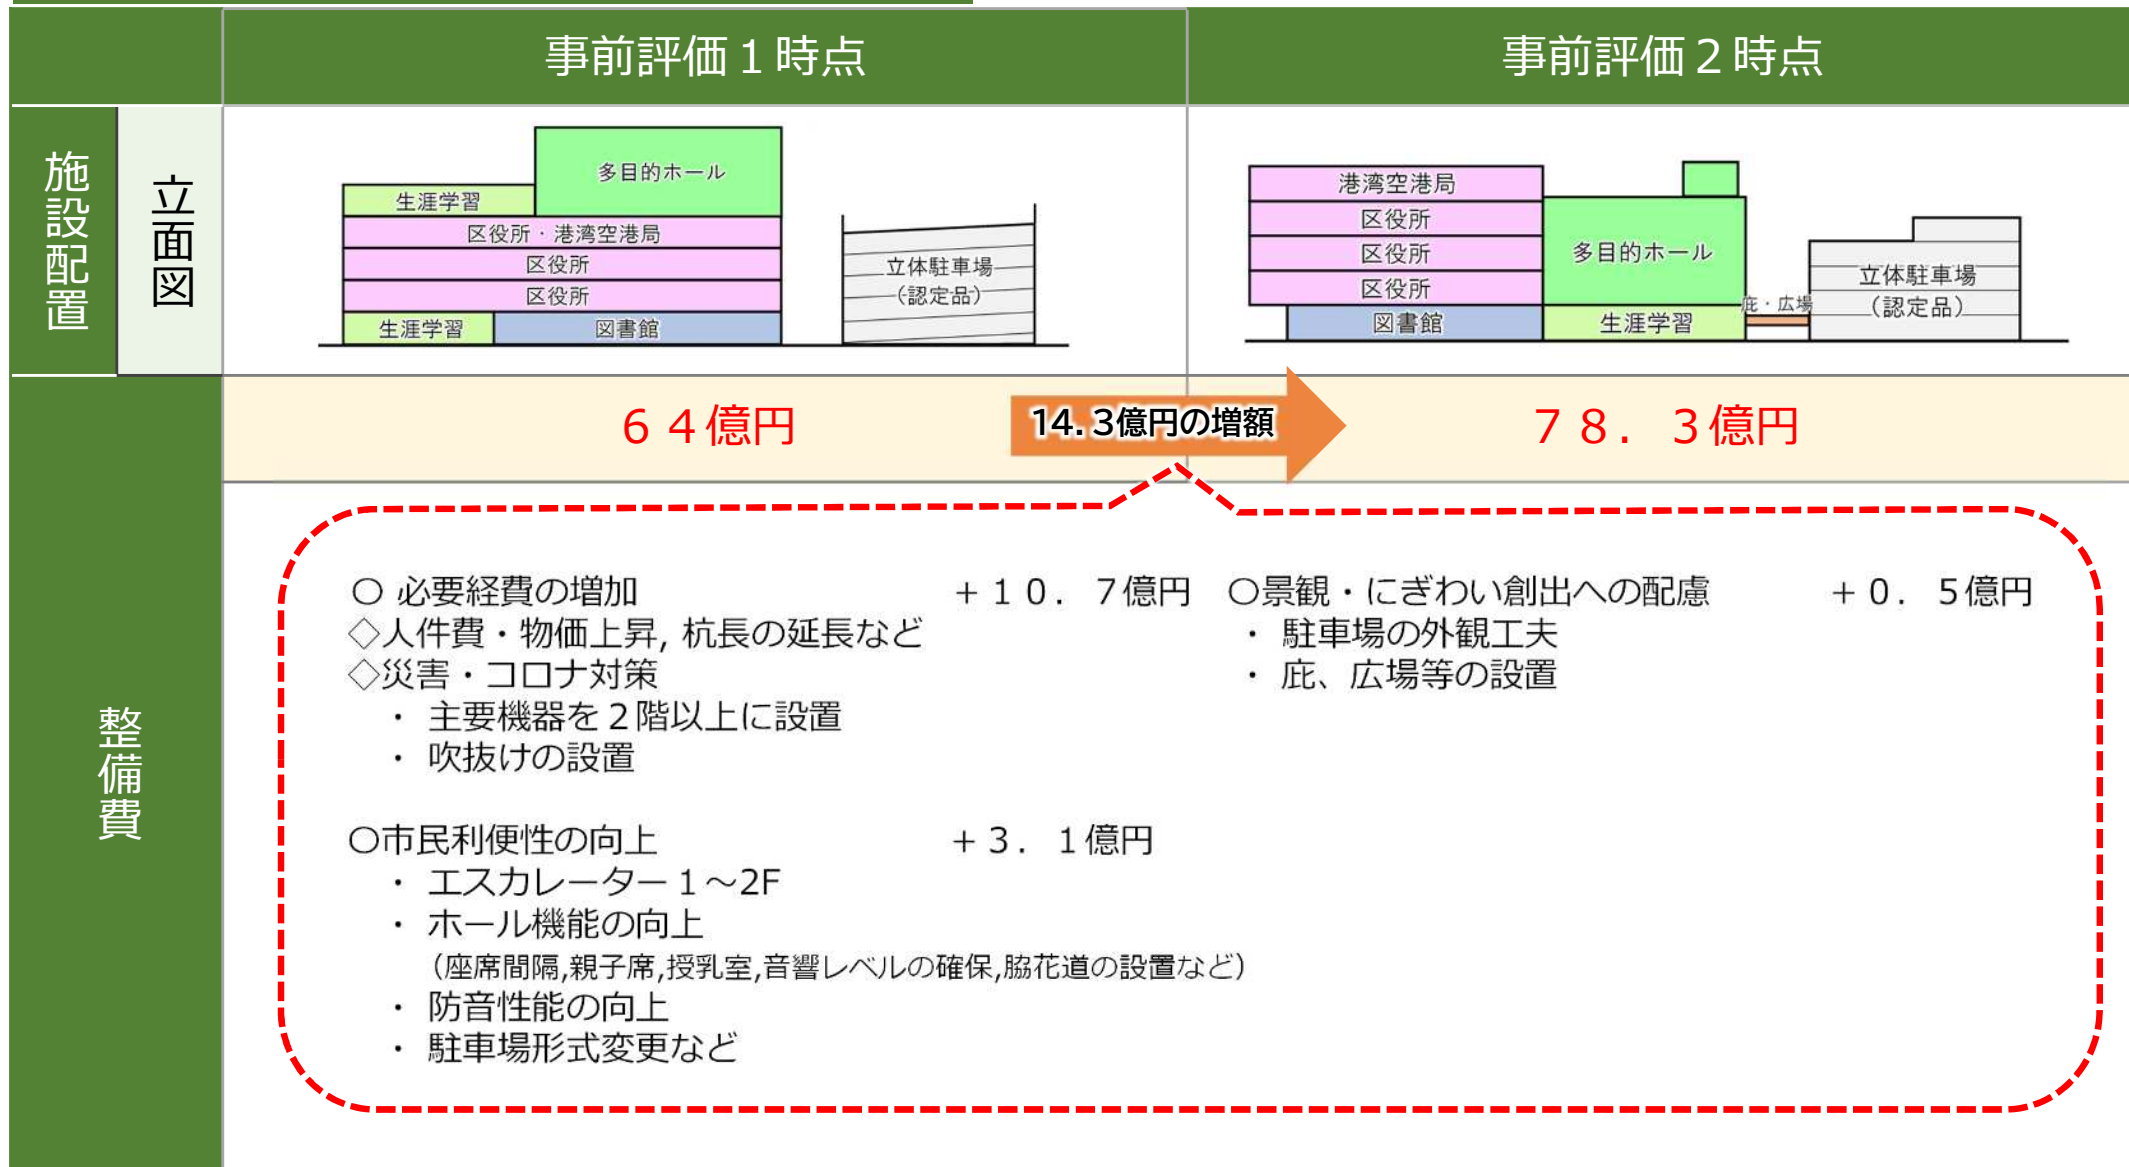 事前評価１時点
事前評価２時点
施設配置
立面図
多目的ホール
生涯学習
区役所・港湾空港局
区役所
区役所
生涯学習
図書館
立体駐車場
（認定品）
港湾空港局
区役所
区役所
区役所
図書館
多目的ホール
生涯学習
庇・広場
立体駐車場
（認定品）
６４億円
14.3億円の増額
７８．３億円
整備費
○ 必要経費の増加 ＋１０．７億円
◇人件費・物価上昇, 杭長の延長など
◇災害・コロナ対策
・ 主要機器を２階以上に設置
・ 吹抜けの設置
○市民利便性の向上 ＋３．１億円
・ エスカレーター１～2F
・ ホール機能の向上
（座席間隔,親子席,授乳室,音響レベルの確保,脇花道の設置など）
・ 防音性能の向上
・ 駐車場形式変更など
○景観・にぎわい創出への配慮 ＋０．５億円
・ 駐車場の外観工夫
・ 庇、広場等の設置